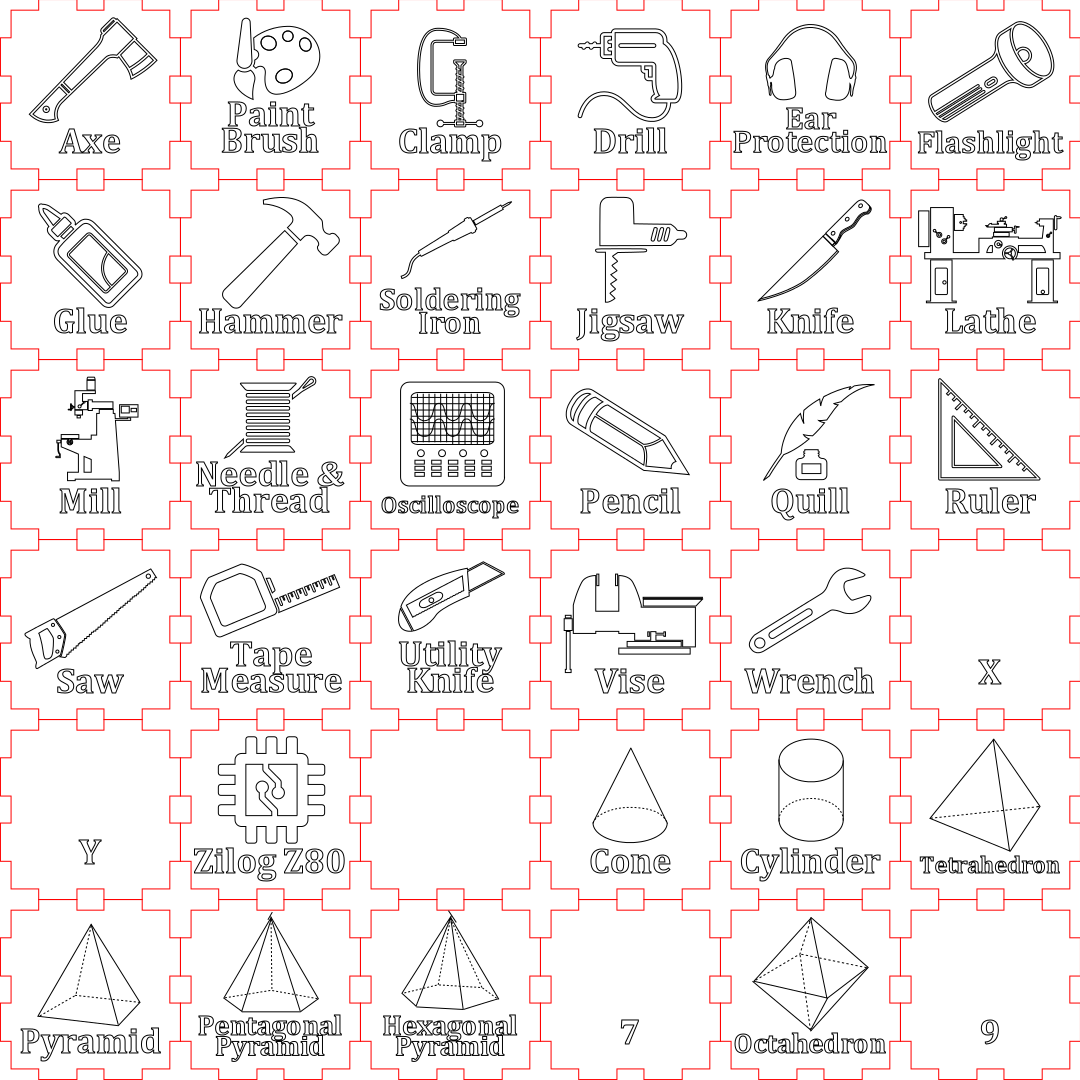 Axe
Paint
Brush
Clamp
Drill
Ear
Protection
Flashlight
Glue
Hammer
Soldering
Iron
Jigsaw
Knife
Lathe
Mill
Needle &
Thread
Oscilloscope
Pencil
Quill
Ruler
Saw
Tape
Measure
Utility
Knife
Vise
Wrench
X
Y
Zilog Z80
Cone
Cylinder
Tetrahedron
Pyramid
Pentagonal
Pyramid
Hexagonal
Pyramid
7
Octahedron
9